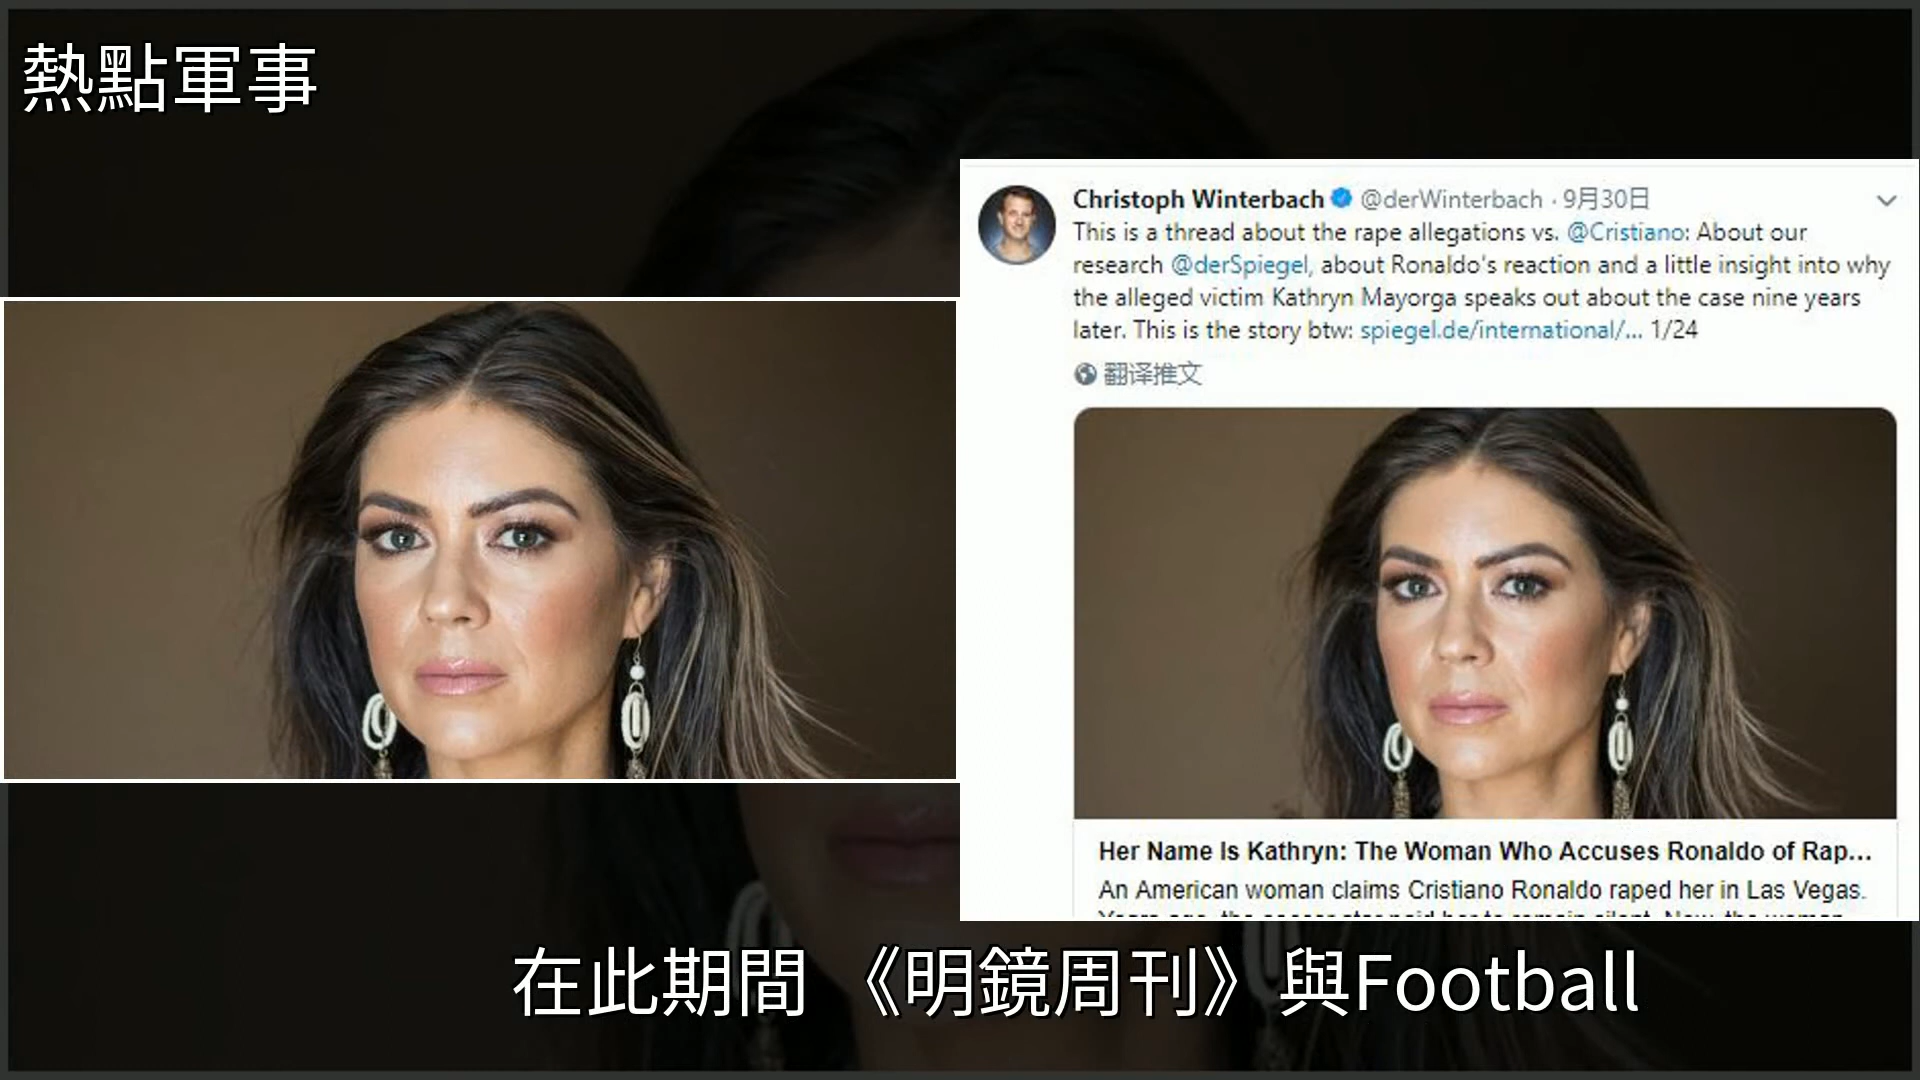 熱點軍事
Christoph Winterbach @derWinterbach · 9月30日
This is a thread about the rape allegations vs. @Cristiano: About our
research @derSpiegel, about Ronaldo's reaction and a little insight into why
the alleged victim Kathryn Mayorga speaks out about the case nine years
later. This is the story btw: spiegel.de/international/... 1/24
翻译推文
Her Name Is Kathryn: The Woman Who Accuses Ronaldo of Rap...
An American woman claims Cristiano Ronaldo raped her in Las Vegas.
在此期間 《明鏡周刊》與Football